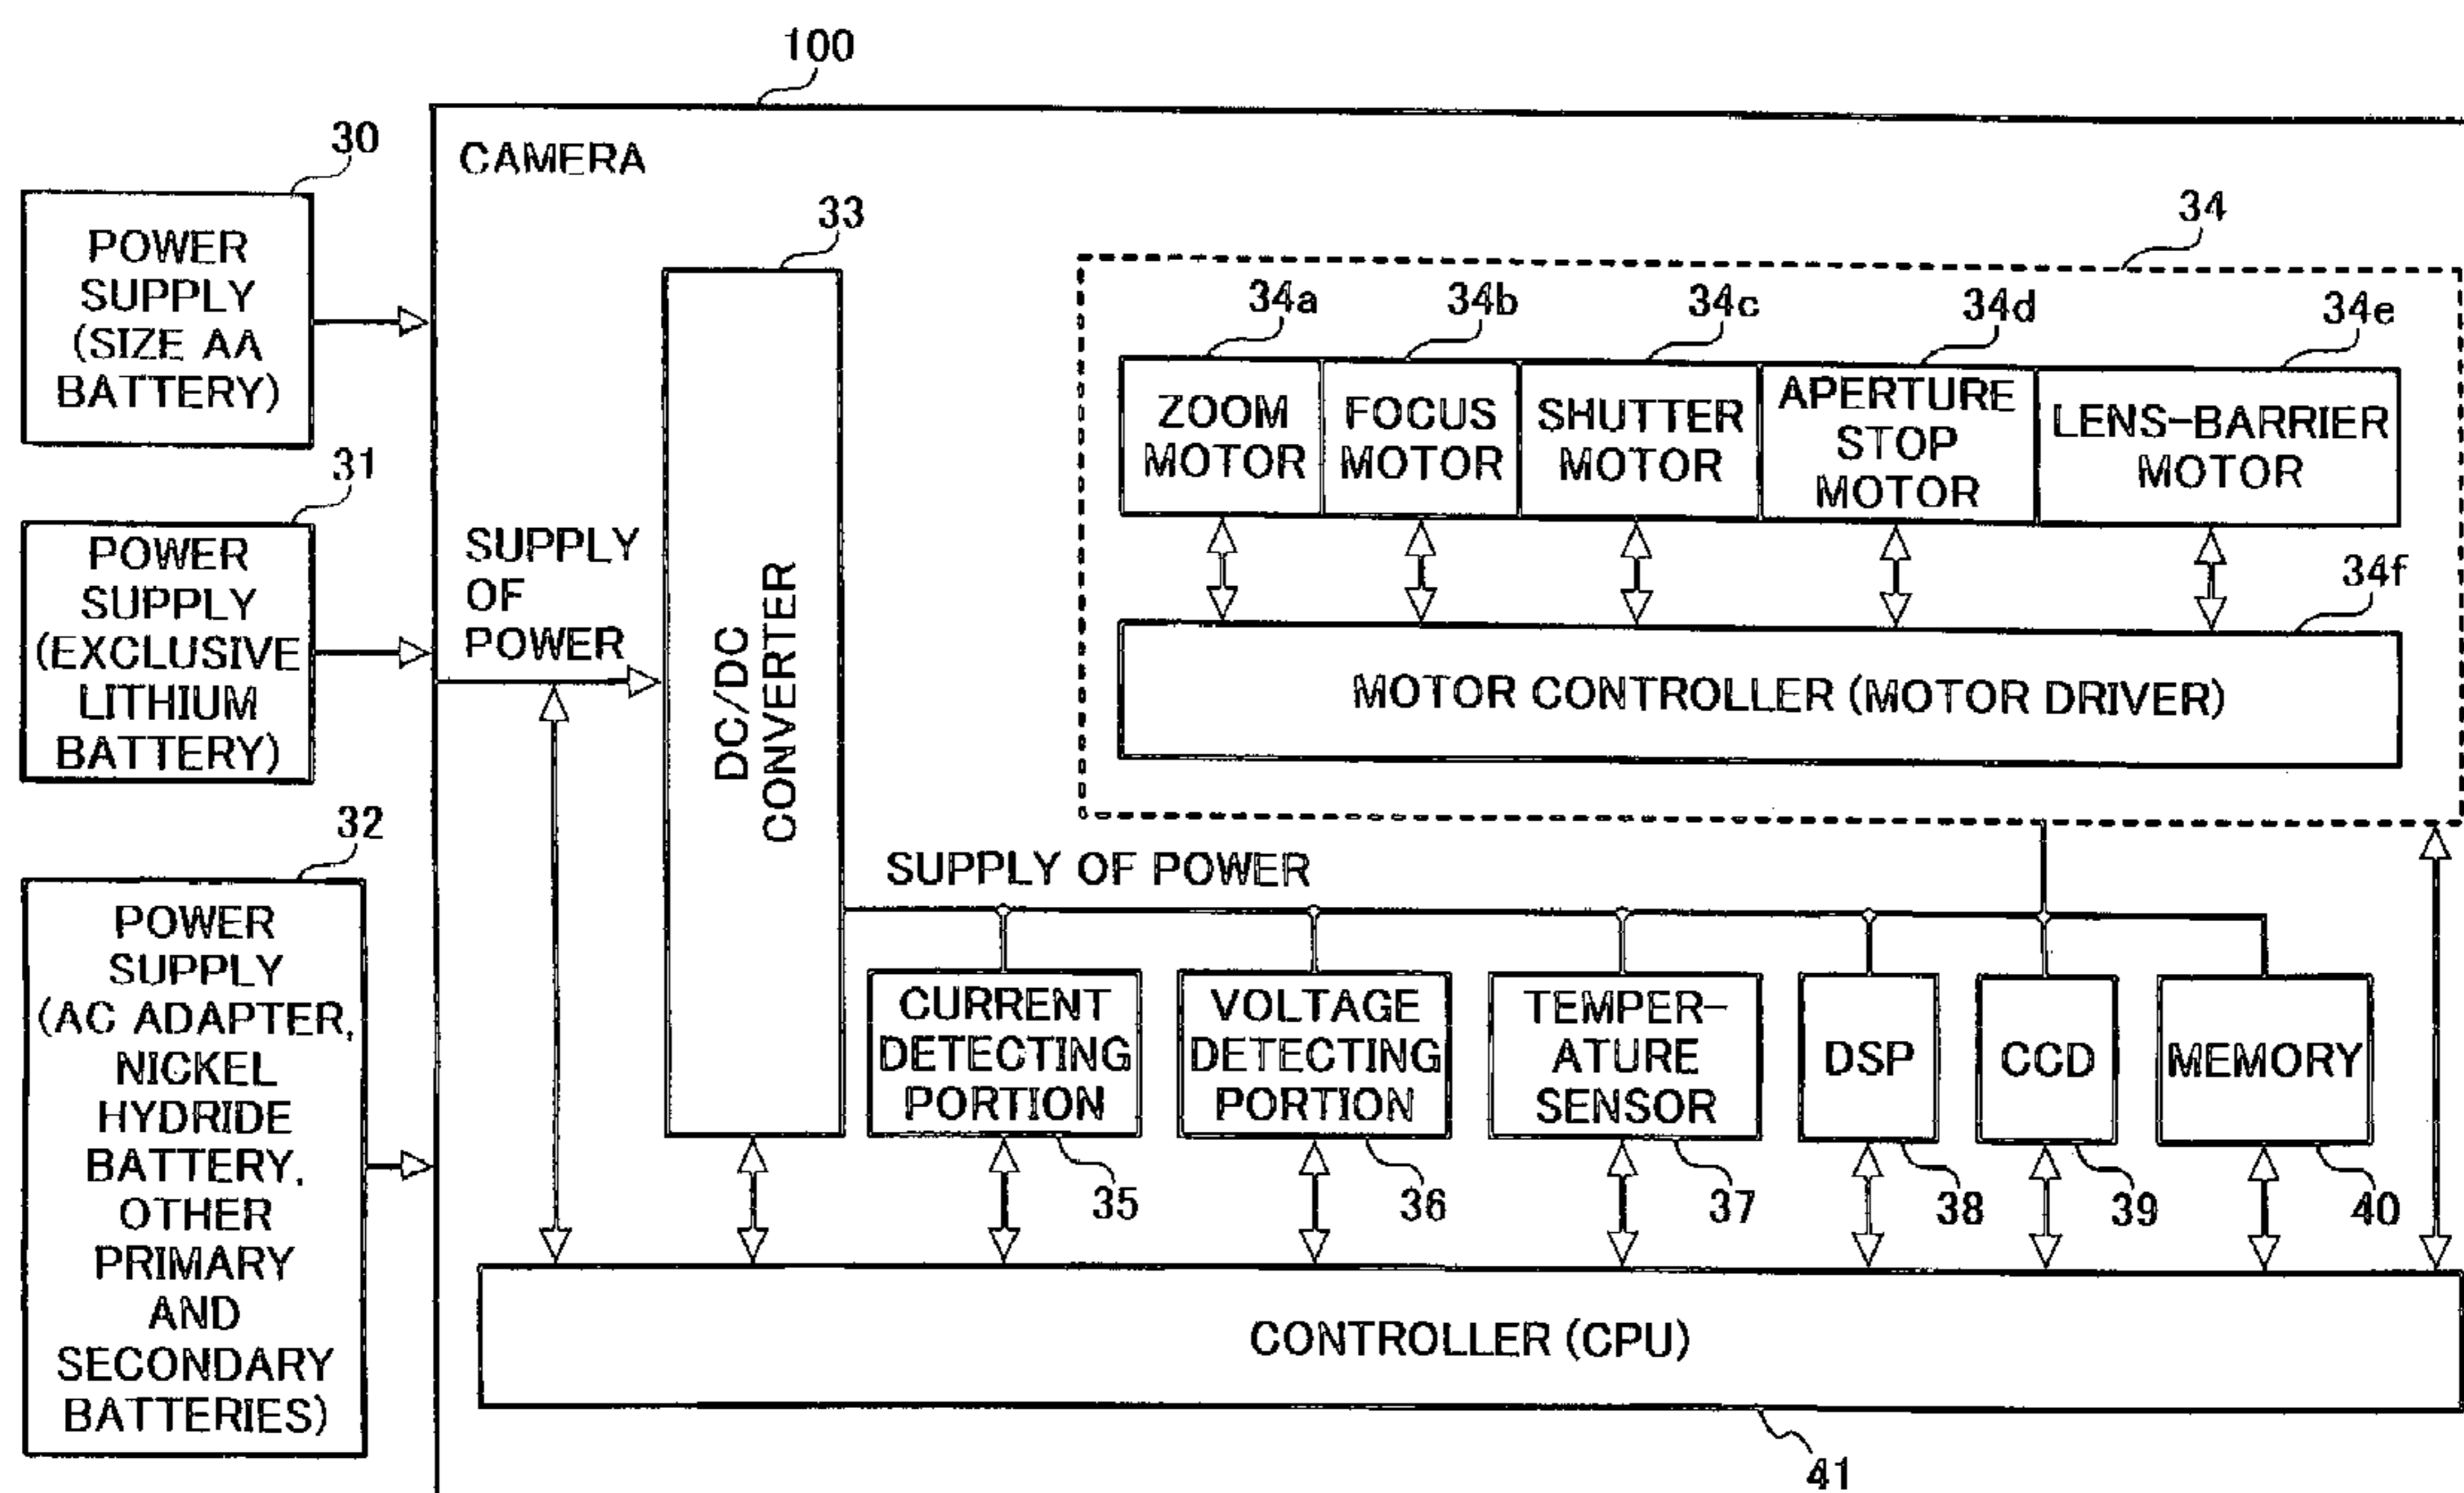 100
CAMERA
30
POWER
SUPPLY
(SIZE AA
BATTERY)
31
POWER
SUPPLY
(EXCLUSIVE
LITHIUM
BATTERY)
32
POWER
SUPPLY
(AC ADAPTER,
NICKEL
HYDRIDE
BATTERY,
OTHER
PRIMARY
AND
SECONDARY
BATTERIES)
SUPPLY
OF
POWER
33
DC/DC
CONVERTER
34
34a
34b
34c
34d
34e
ZOOM
MOTOR
FOCUS
MOTOR
SHUTTER
MOTOR
APERTURE
STOP
MOTOR
LENS-BARRIER
MOTOR
34f
MOTOR CONTROLLER (MOTOR DRIVER)
SUPPLY OF POWER
CURRENT
DETECTING
PORTION
VOLTAGE
DETECTING
PORTION
TEMPER-
ATURE
SENSOR
DSP
CCD
MEMORY
35
36
37
38
39
40
CONTROLLER (CPU)
41